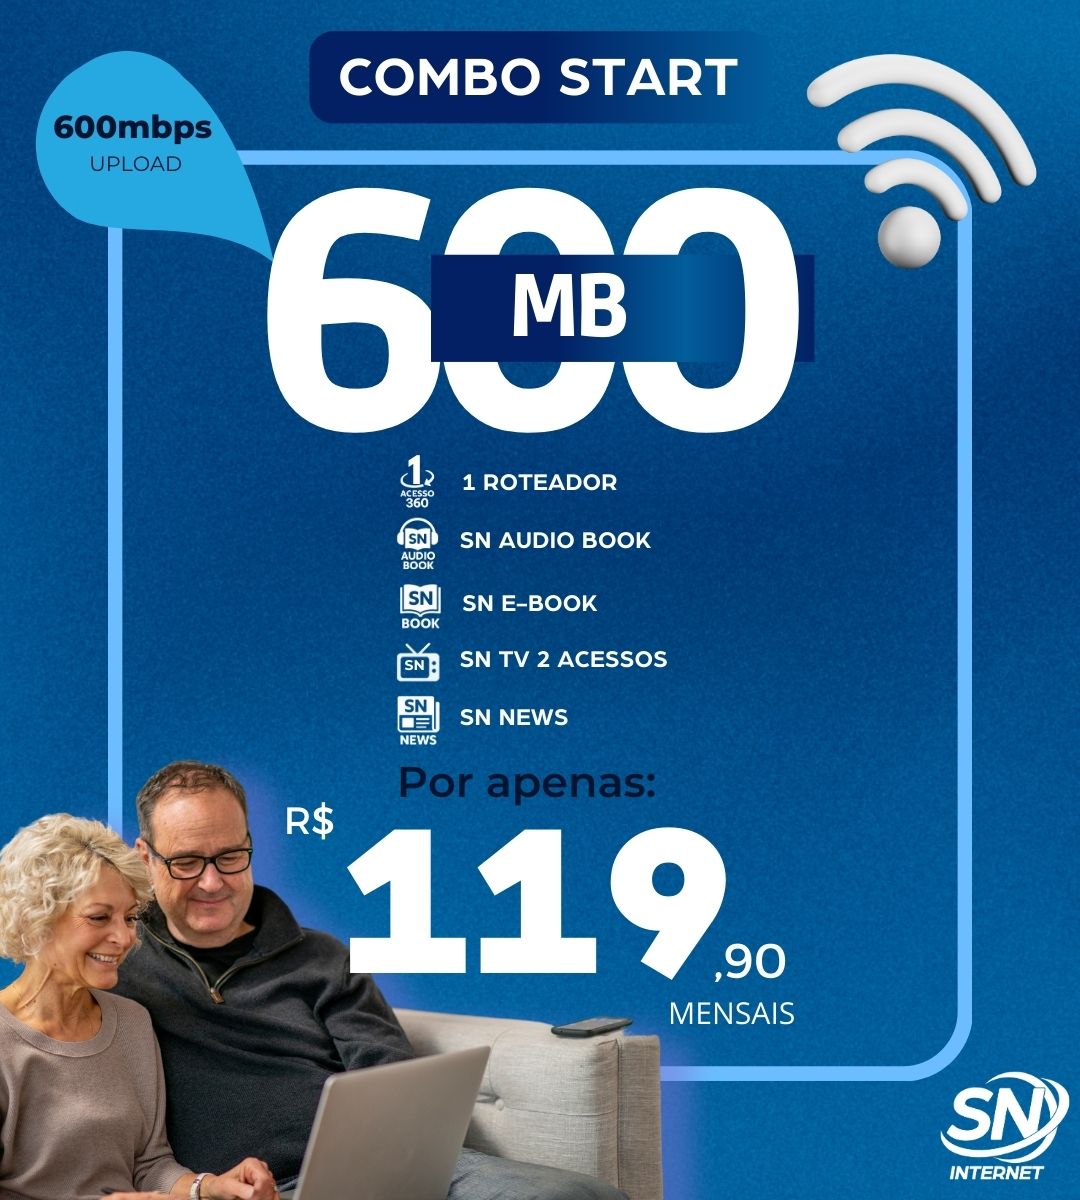 COMBO START
600mbps
UPLOAD
600
MB
1
ACESSO
360
1 ROTEADOR
SN
AUDIO
BOOK
SN AUDIO BOOK
SN
BOOK
SN E-BOOK
SN
SN TV 2 ACESSOS
SN
NEWS
SN NEWS
Por apenas:
R$
119
,90
MENSAIS
SN
INTERNET